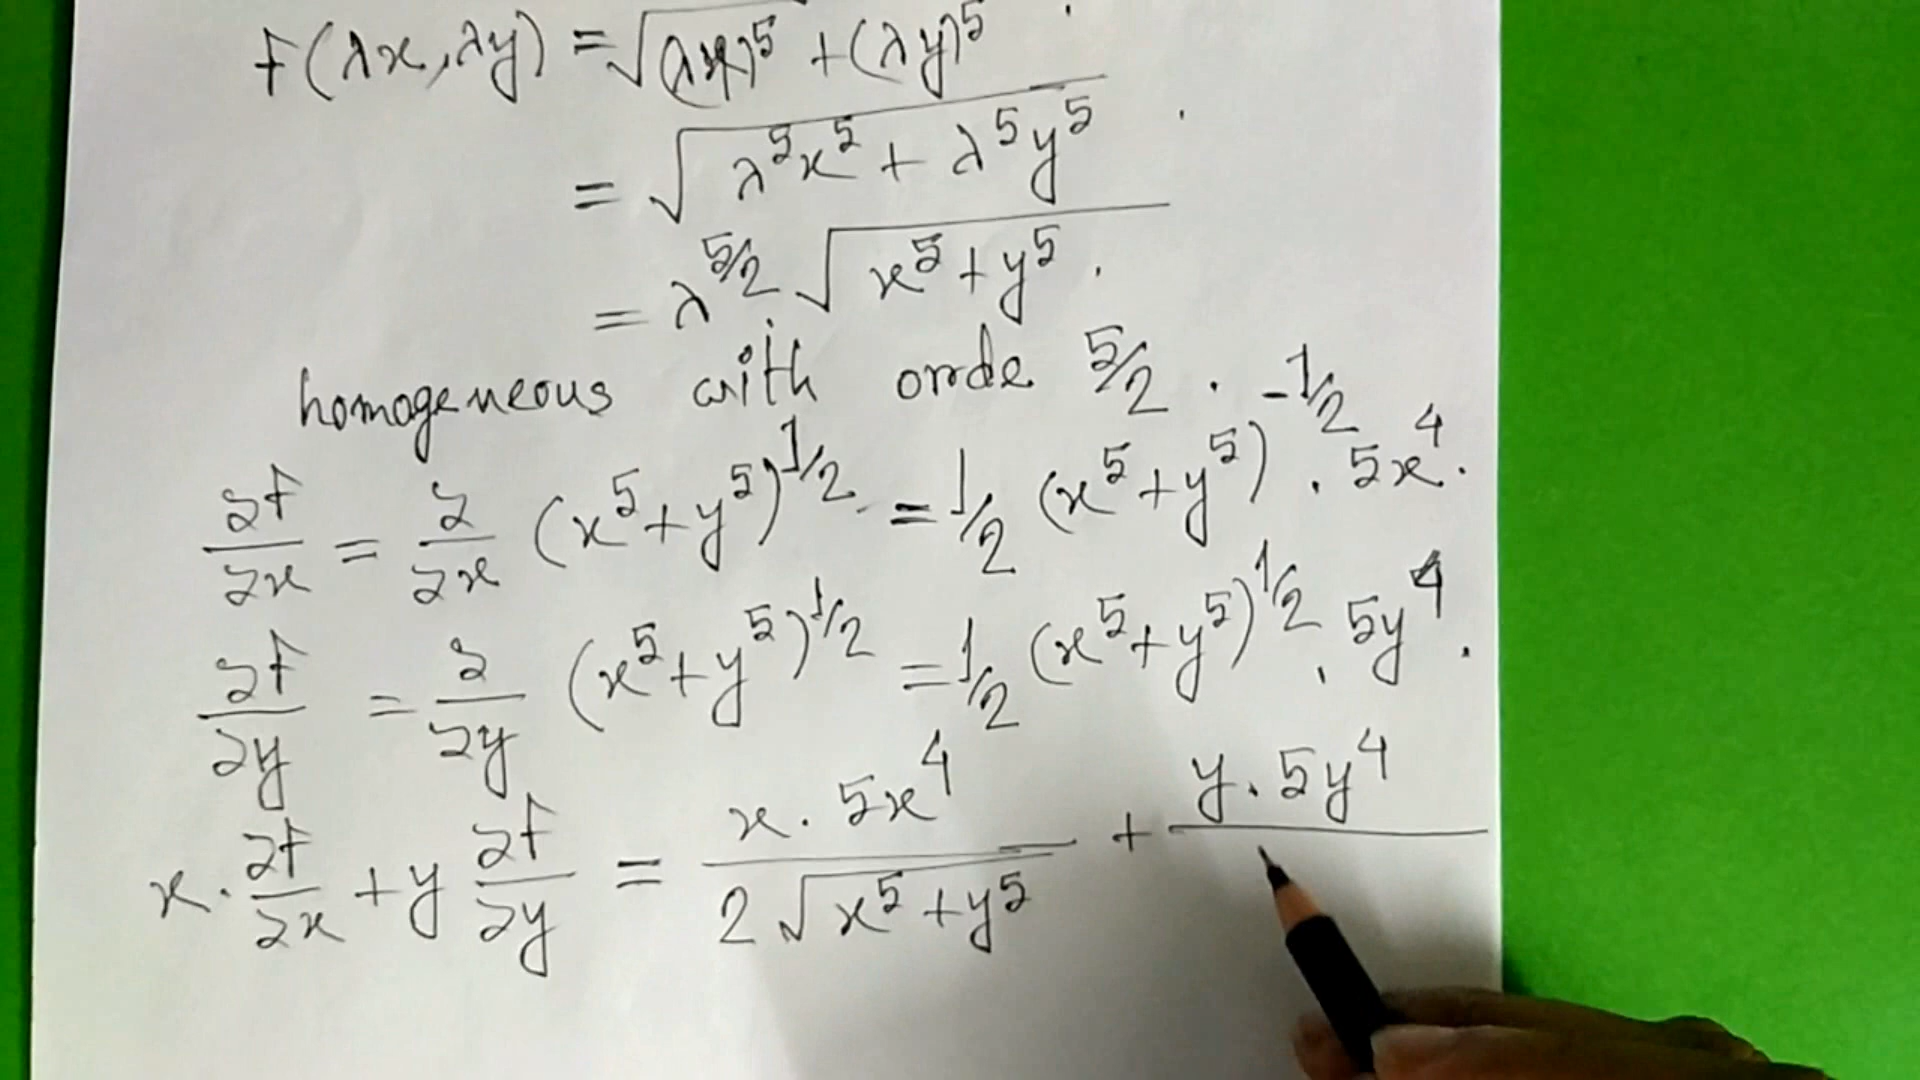 F(λx, λy) = √(λx)⁵ + (λy)⁵ .
= √(λ⁵x⁵ + λ⁵y⁵) .
= λ^5/2 √(x⁵ + y⁵) .
homogeneous with orde 5/2 .
∂F/∂x = ∂/∂x (x⁵ + y⁵)^1/2 = 1/2 (x⁵ + y⁵)^-1/2 . 5x⁴ .
∂F/∂y = ∂/∂y (x⁵ + y⁵)^1/2 = 1/2 (x⁵ + y⁵)^1/2 . 5y⁴ .
x . ∂F/∂x + y ∂F/∂y = x . 5x⁴ / 2√(x⁵ + y⁵) + y . 5y⁴ /